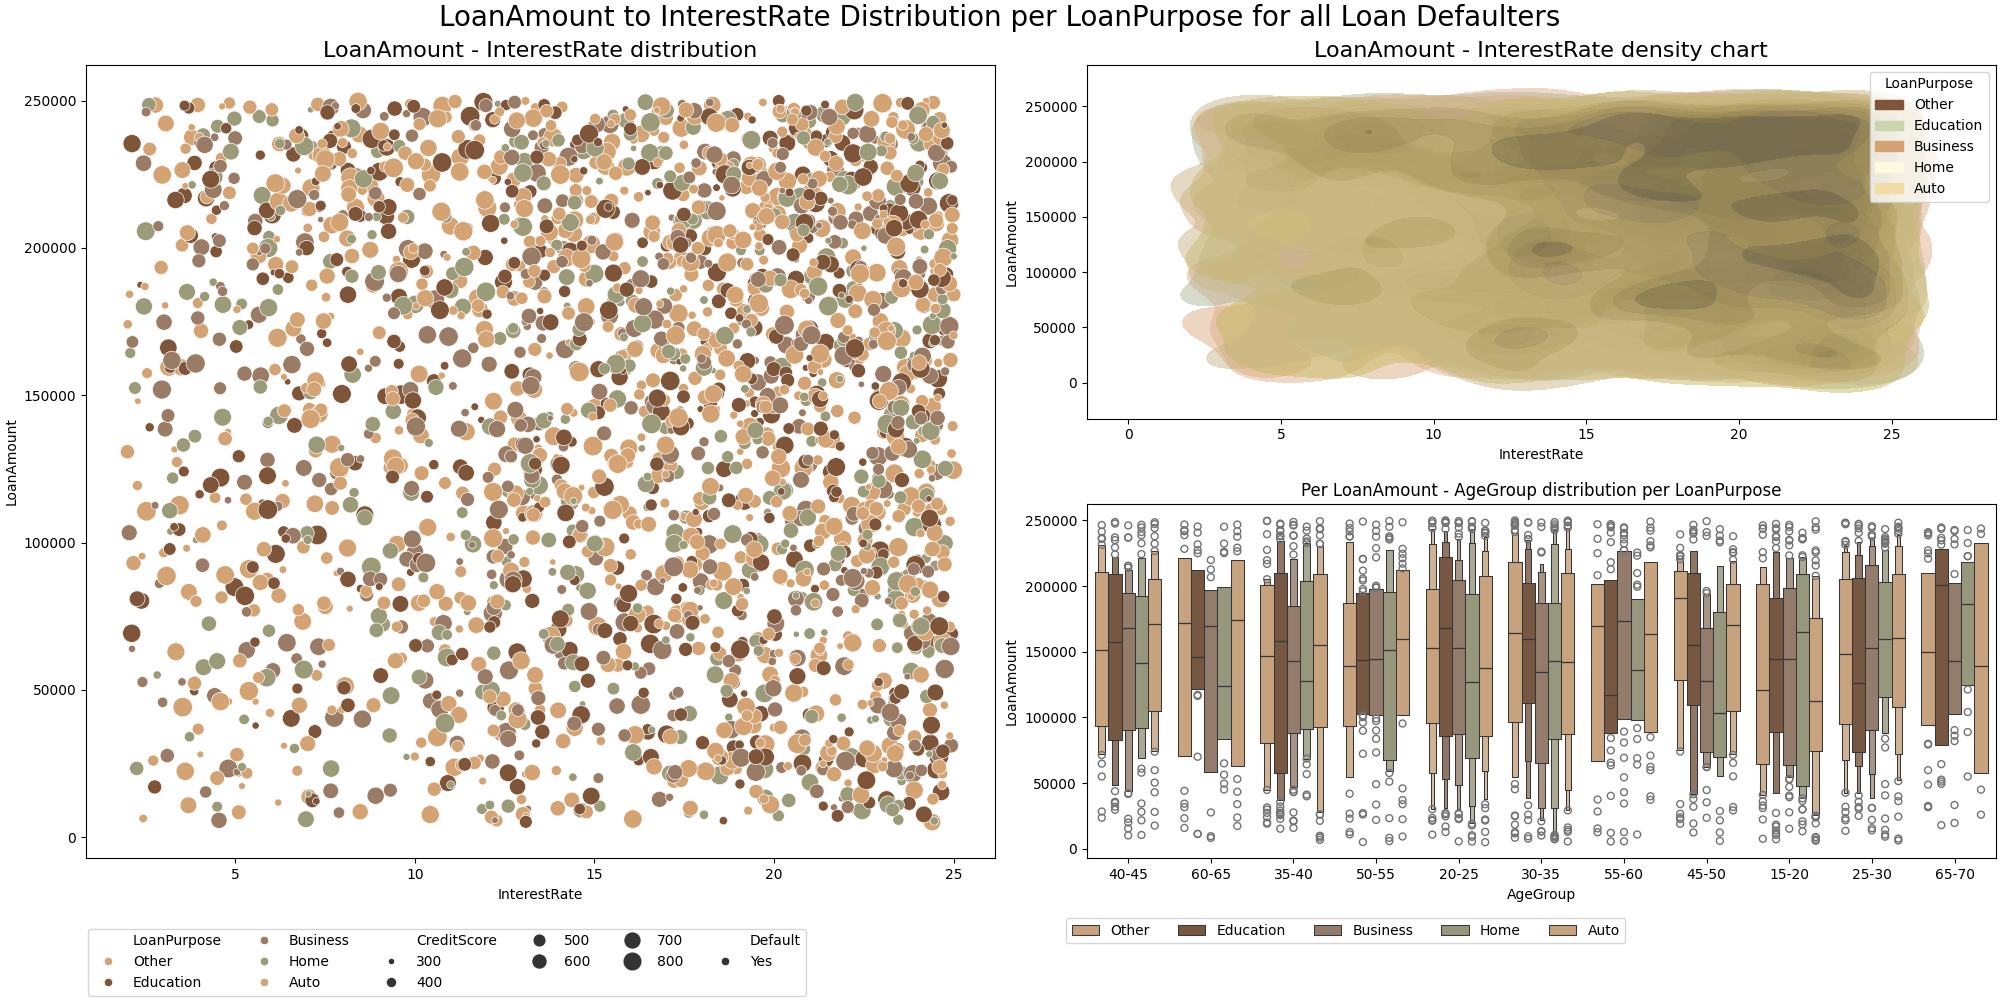 LoanAmount to InterestRate Distribution per LoanPurpose for all Loan Defaulters
LoanAmount - InterestRate distribution
250000
200000
150000
100000
50000
0
LoanAmount
5 10 15 20 25
InterestRate
LoanPurpose Business CreditScore 500 700 Default
Other Home 300 600 800 Yes
Education Auto 400
LoanAmount - InterestRate density chart
LoanPurpose
Other
Education
Business
Home
Auto
250000
200000
150000
100000
50000
0
LoanAmount
0 5 10 15 20 25
InterestRate
Per LoanAmount - AgeGroup distribution per LoanPurpose
250000
200000
150000
100000
50000
0
LoanAmount
40-45 60-65 35-40 50-55 20-25 30-35 55-60 45-50 15-20 25-30 65-70
AgeGroup
Other Education Business Home Auto